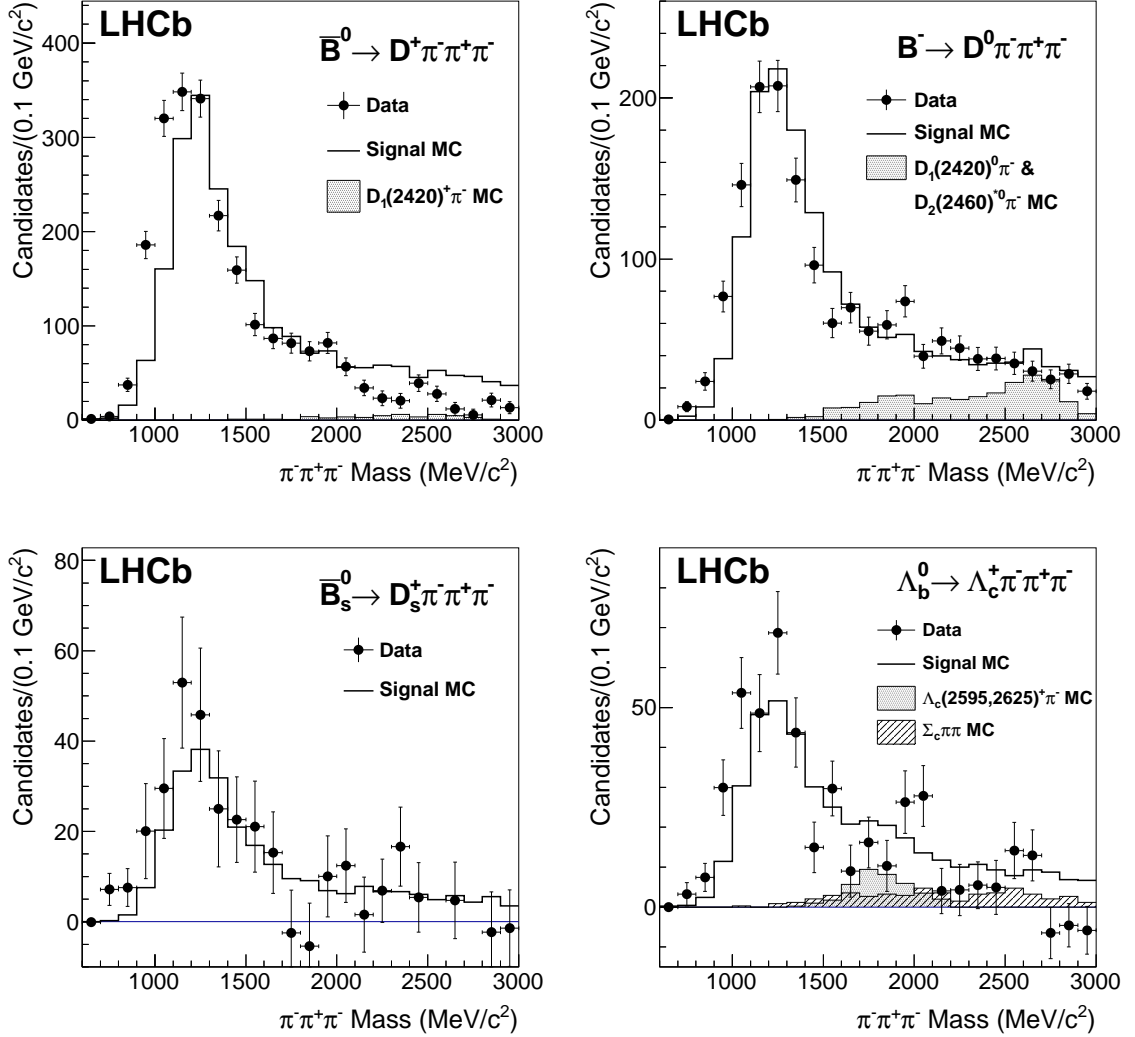 LHCb
B̅⁰ → D⁺π⁻π⁺π⁻
Data
Signal MC
D₁(2420)⁺π⁻ MC
Candidates/(0.1 GeV/c²)
400
300
200
100
0
1000 1500 2000 2500 3000
π⁻π⁺π⁻ Mass (MeV/c²)
LHCb
B⁻ → D⁰π⁻π⁺π⁻
Data
Signal MC
D₁(2420)⁰π⁻ &
D₂(2460)*⁰π⁻ MC
Candidates/(0.1 GeV/c²)
200
100
0
1000 1500 2000 2500 3000
π⁻π⁺π⁻ Mass (MeV/c²)
LHCb
B̅ₛ⁰ → Dₛ⁺π⁻π⁺π⁻
Data
Signal MC
Candidates/(0.1 GeV/c²)
80
60
40
20
0
1000 1500 2000 2500 3000
π⁻π⁺π⁻ Mass (MeV/c²)
LHCb
Λ_b⁰ → Λ_c⁺π⁻π⁺π⁻
Data
Signal MC
Λ_c(2595,2625)⁺π⁻ MC
Σ_cππ MC
Candidates/(0.1 GeV/c²)
50
0
1000 1500 2000 2500 3000
π⁻π⁺π⁻ Mass (MeV/c²)